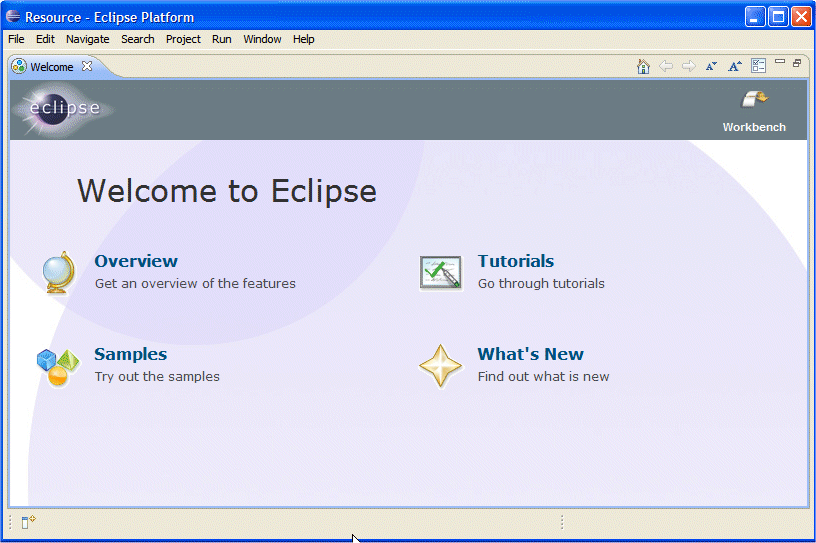 Resource - Eclipse Platform
File Edit Navigate Search Project Run Window Help
Welcome
eclipse
Workbench
Welcome to Eclipse
Overview
Get an overview of the features
Tutorials
Go through tutorials
Samples
Try out the samples
What's New
Find out what is new